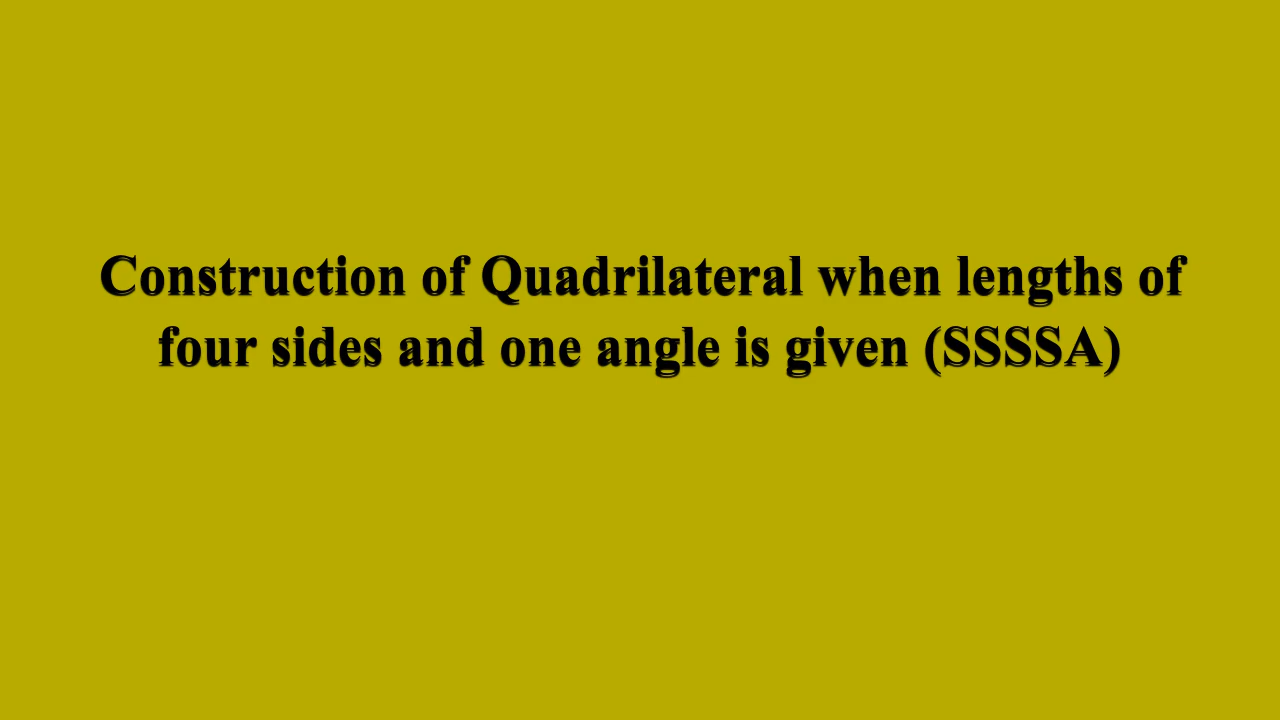 Construction of Quadrilateral when lengths of
four sides and one angle is given (SSSSA)